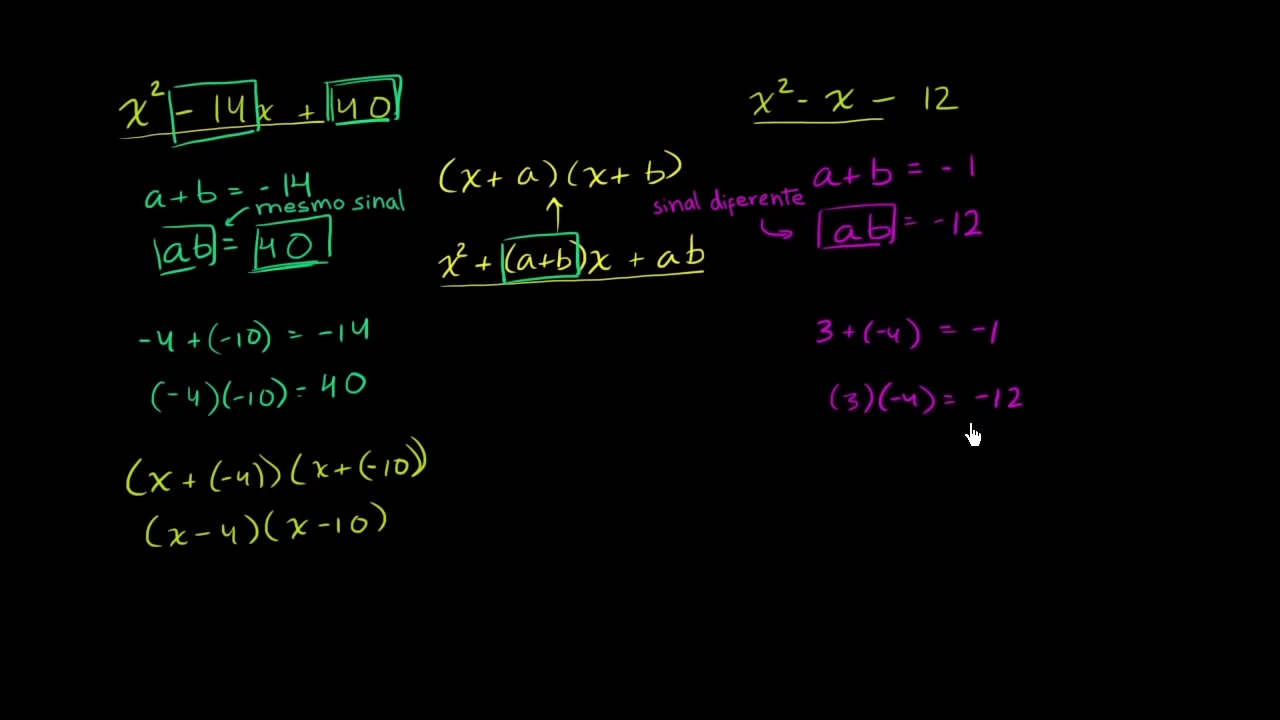 x² - 14x + 40
a + b = -14
mesmo sinal
ab = 40
-4 + (-10) = -14
(-4)(-10) = 40
(x + (-4))(x + (-10))
(x - 4)(x - 10)
(x + a)(x + b)
x² + (a+b)x + ab
x² - x - 12
a + b = -1
sinal diferente
ab = -12
3 + (-4) = -1
(3)(-4) = -12